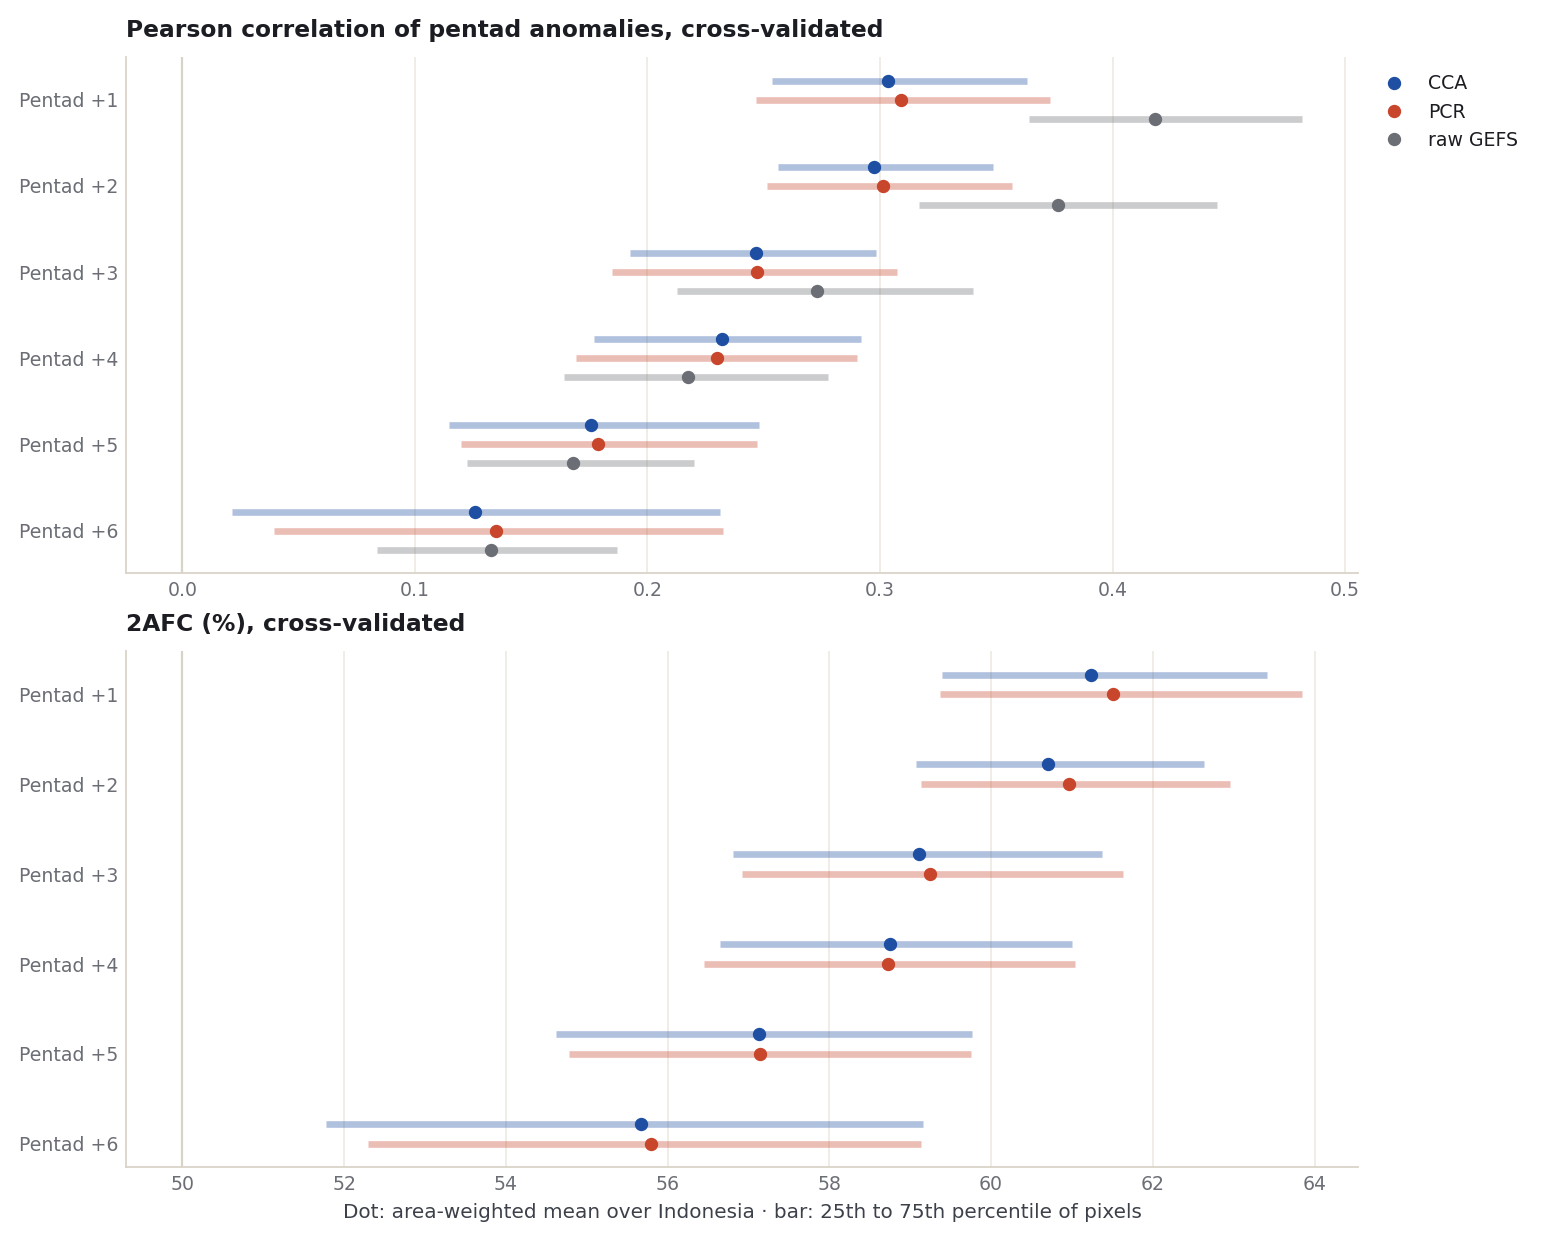 Pearson correlation of pentad anomalies, cross-validated
CCA
PCR
raw GEFS
Pentad +1
Pentad +2
Pentad +3
Pentad +4
Pentad +5
Pentad +6
0.0 0.1 0.2 0.3 0.4 0.5
2AFC (%), cross-validated
Pentad +1
Pentad +2
Pentad +3
Pentad +4
Pentad +5
Pentad +6
50 52 54 56 58 60 62 64
Dot: area-weighted mean over Indonesia · bar: 25th to 75th percentile of pixels